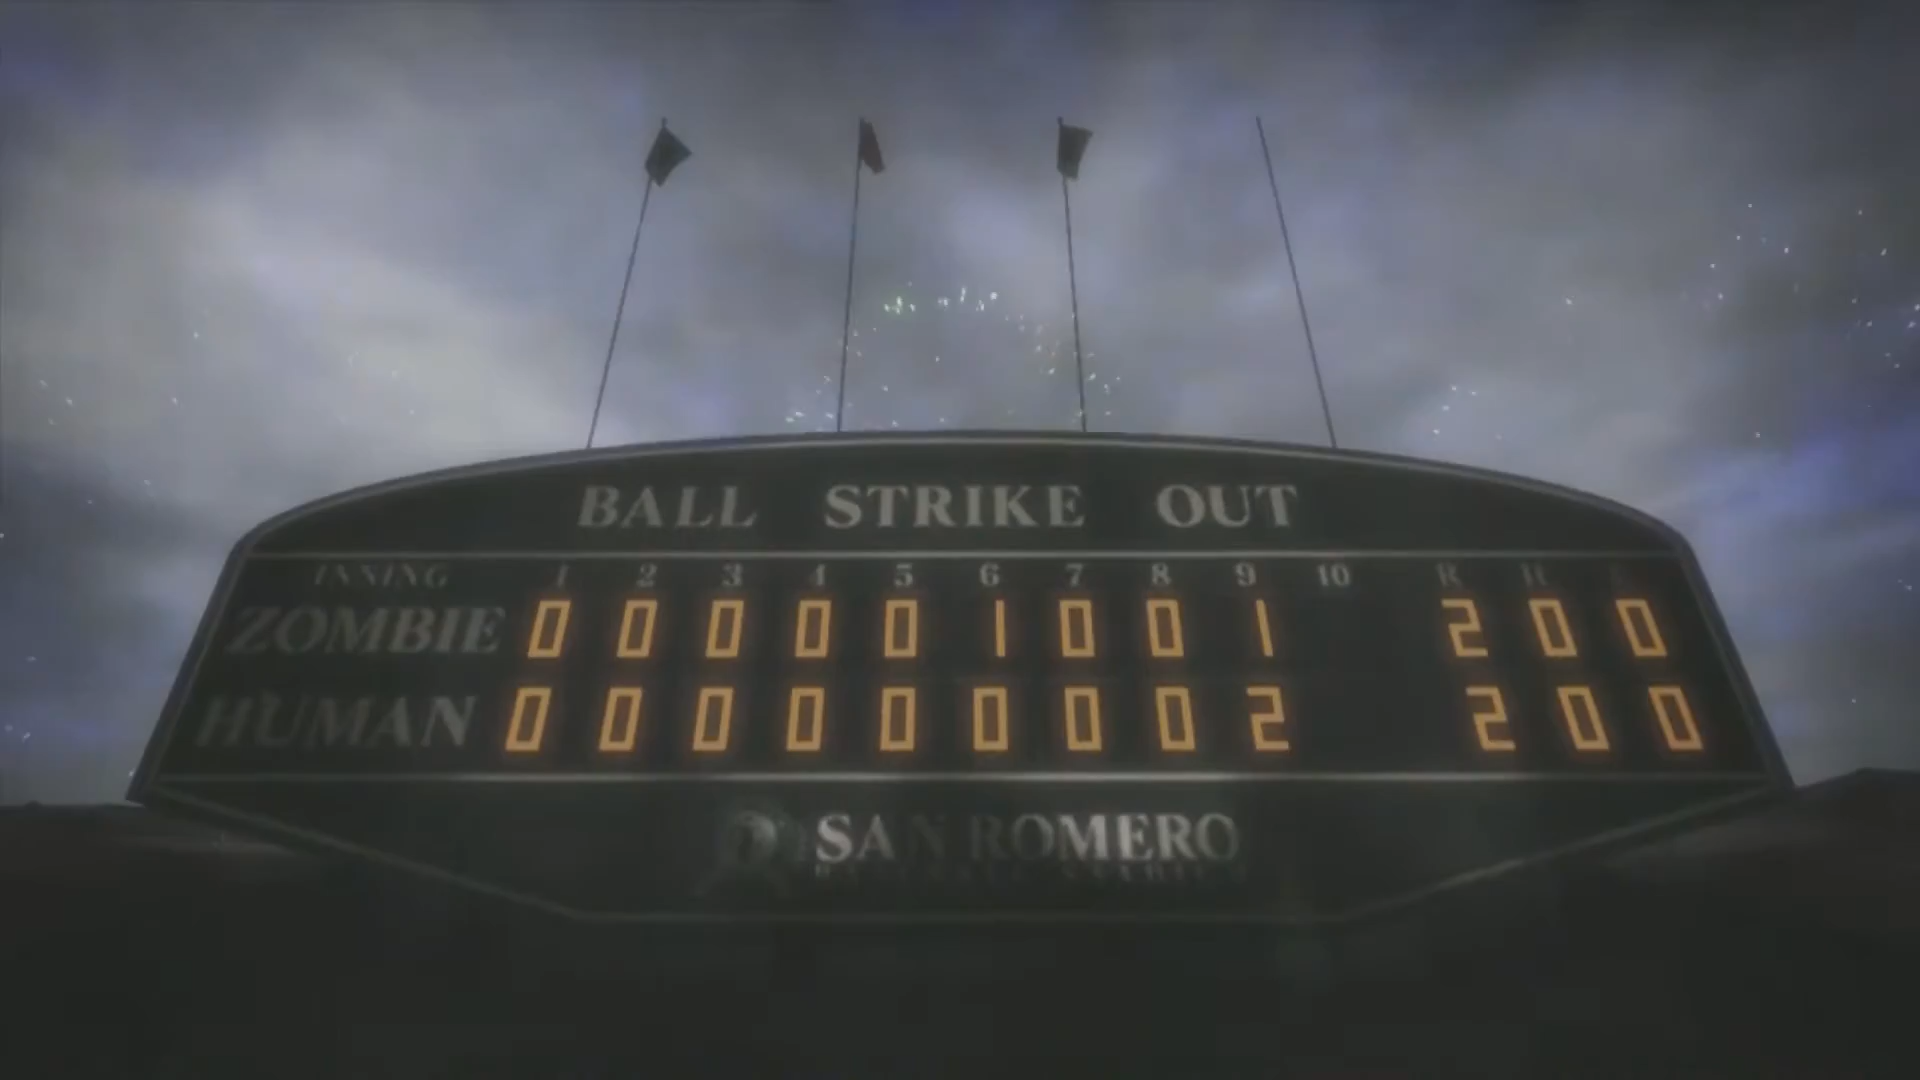 BALL STRIKE OUT
INNING 1 2 3 4 5 6 7 8 9 10 R H
ZOMBIE 0 0 0 0 0 1 0 0 1 2 0 0
HUMAN 0 0 0 0 0 0 0 0 2 2 0 0
SAN ROMERO